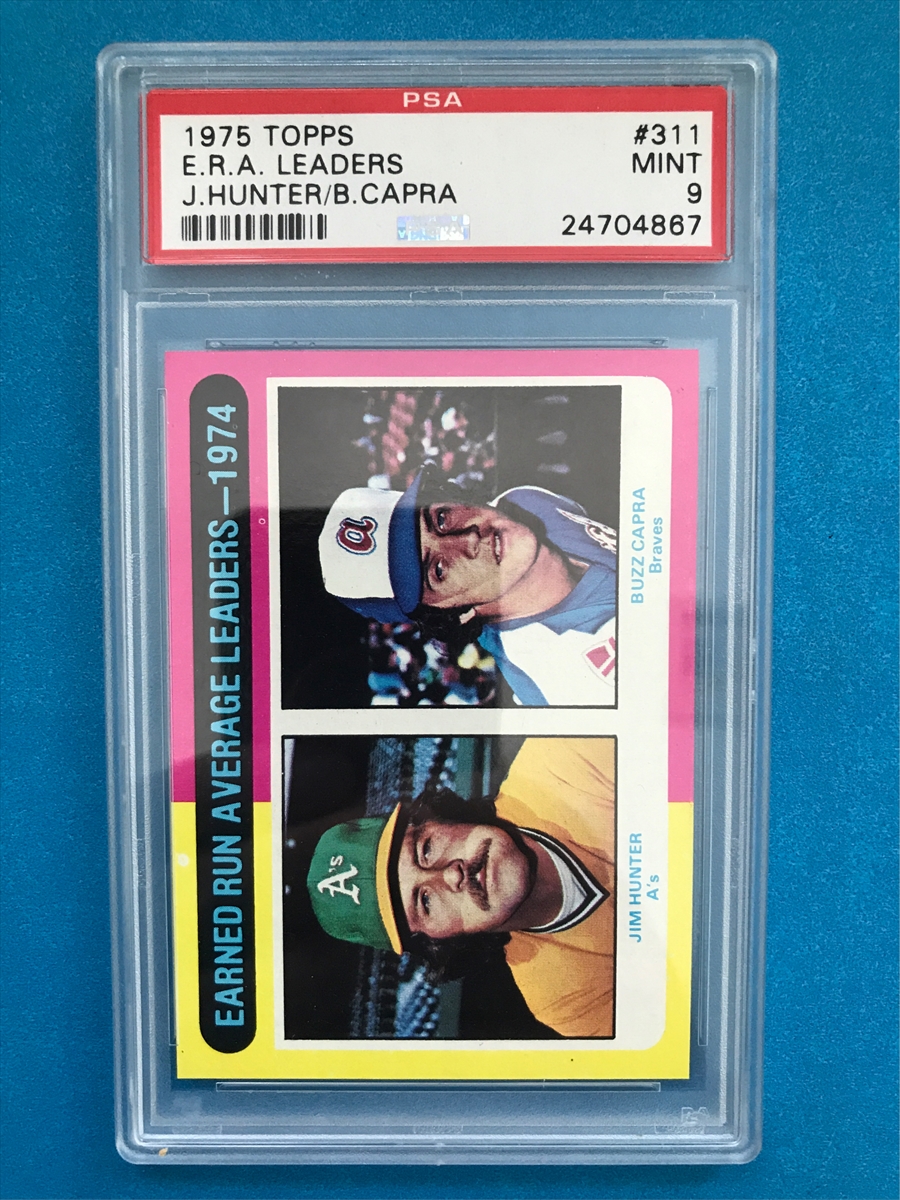 PSA
1975 TOPPS #311
E.R.A. LEADERS MINT
J.HUNTER/B.CAPRA 9
24704867
EARNED RUN AVERAGE LEADERS—1974
A's
JIM HUNTER
A's
a
BUZZ CAPRA
Braves